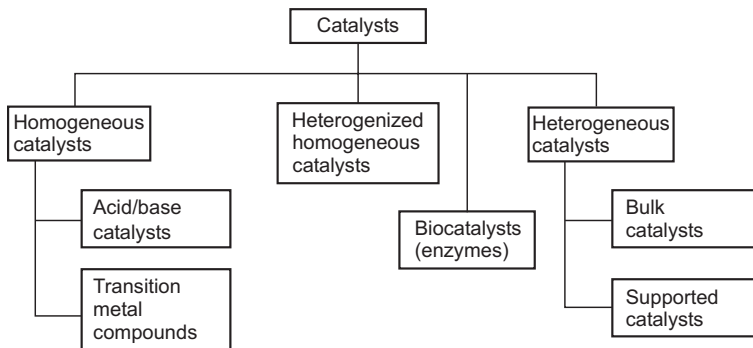 Catalysts
Homogeneous
catalysts
Heterogenized
homogeneous
catalysts
Heterogeneous
catalysts
Acid/base
catalysts
Biocatalysts
(enzymes)
Bulk
catalysts
Transition
metal
compounds
Supported
catalysts